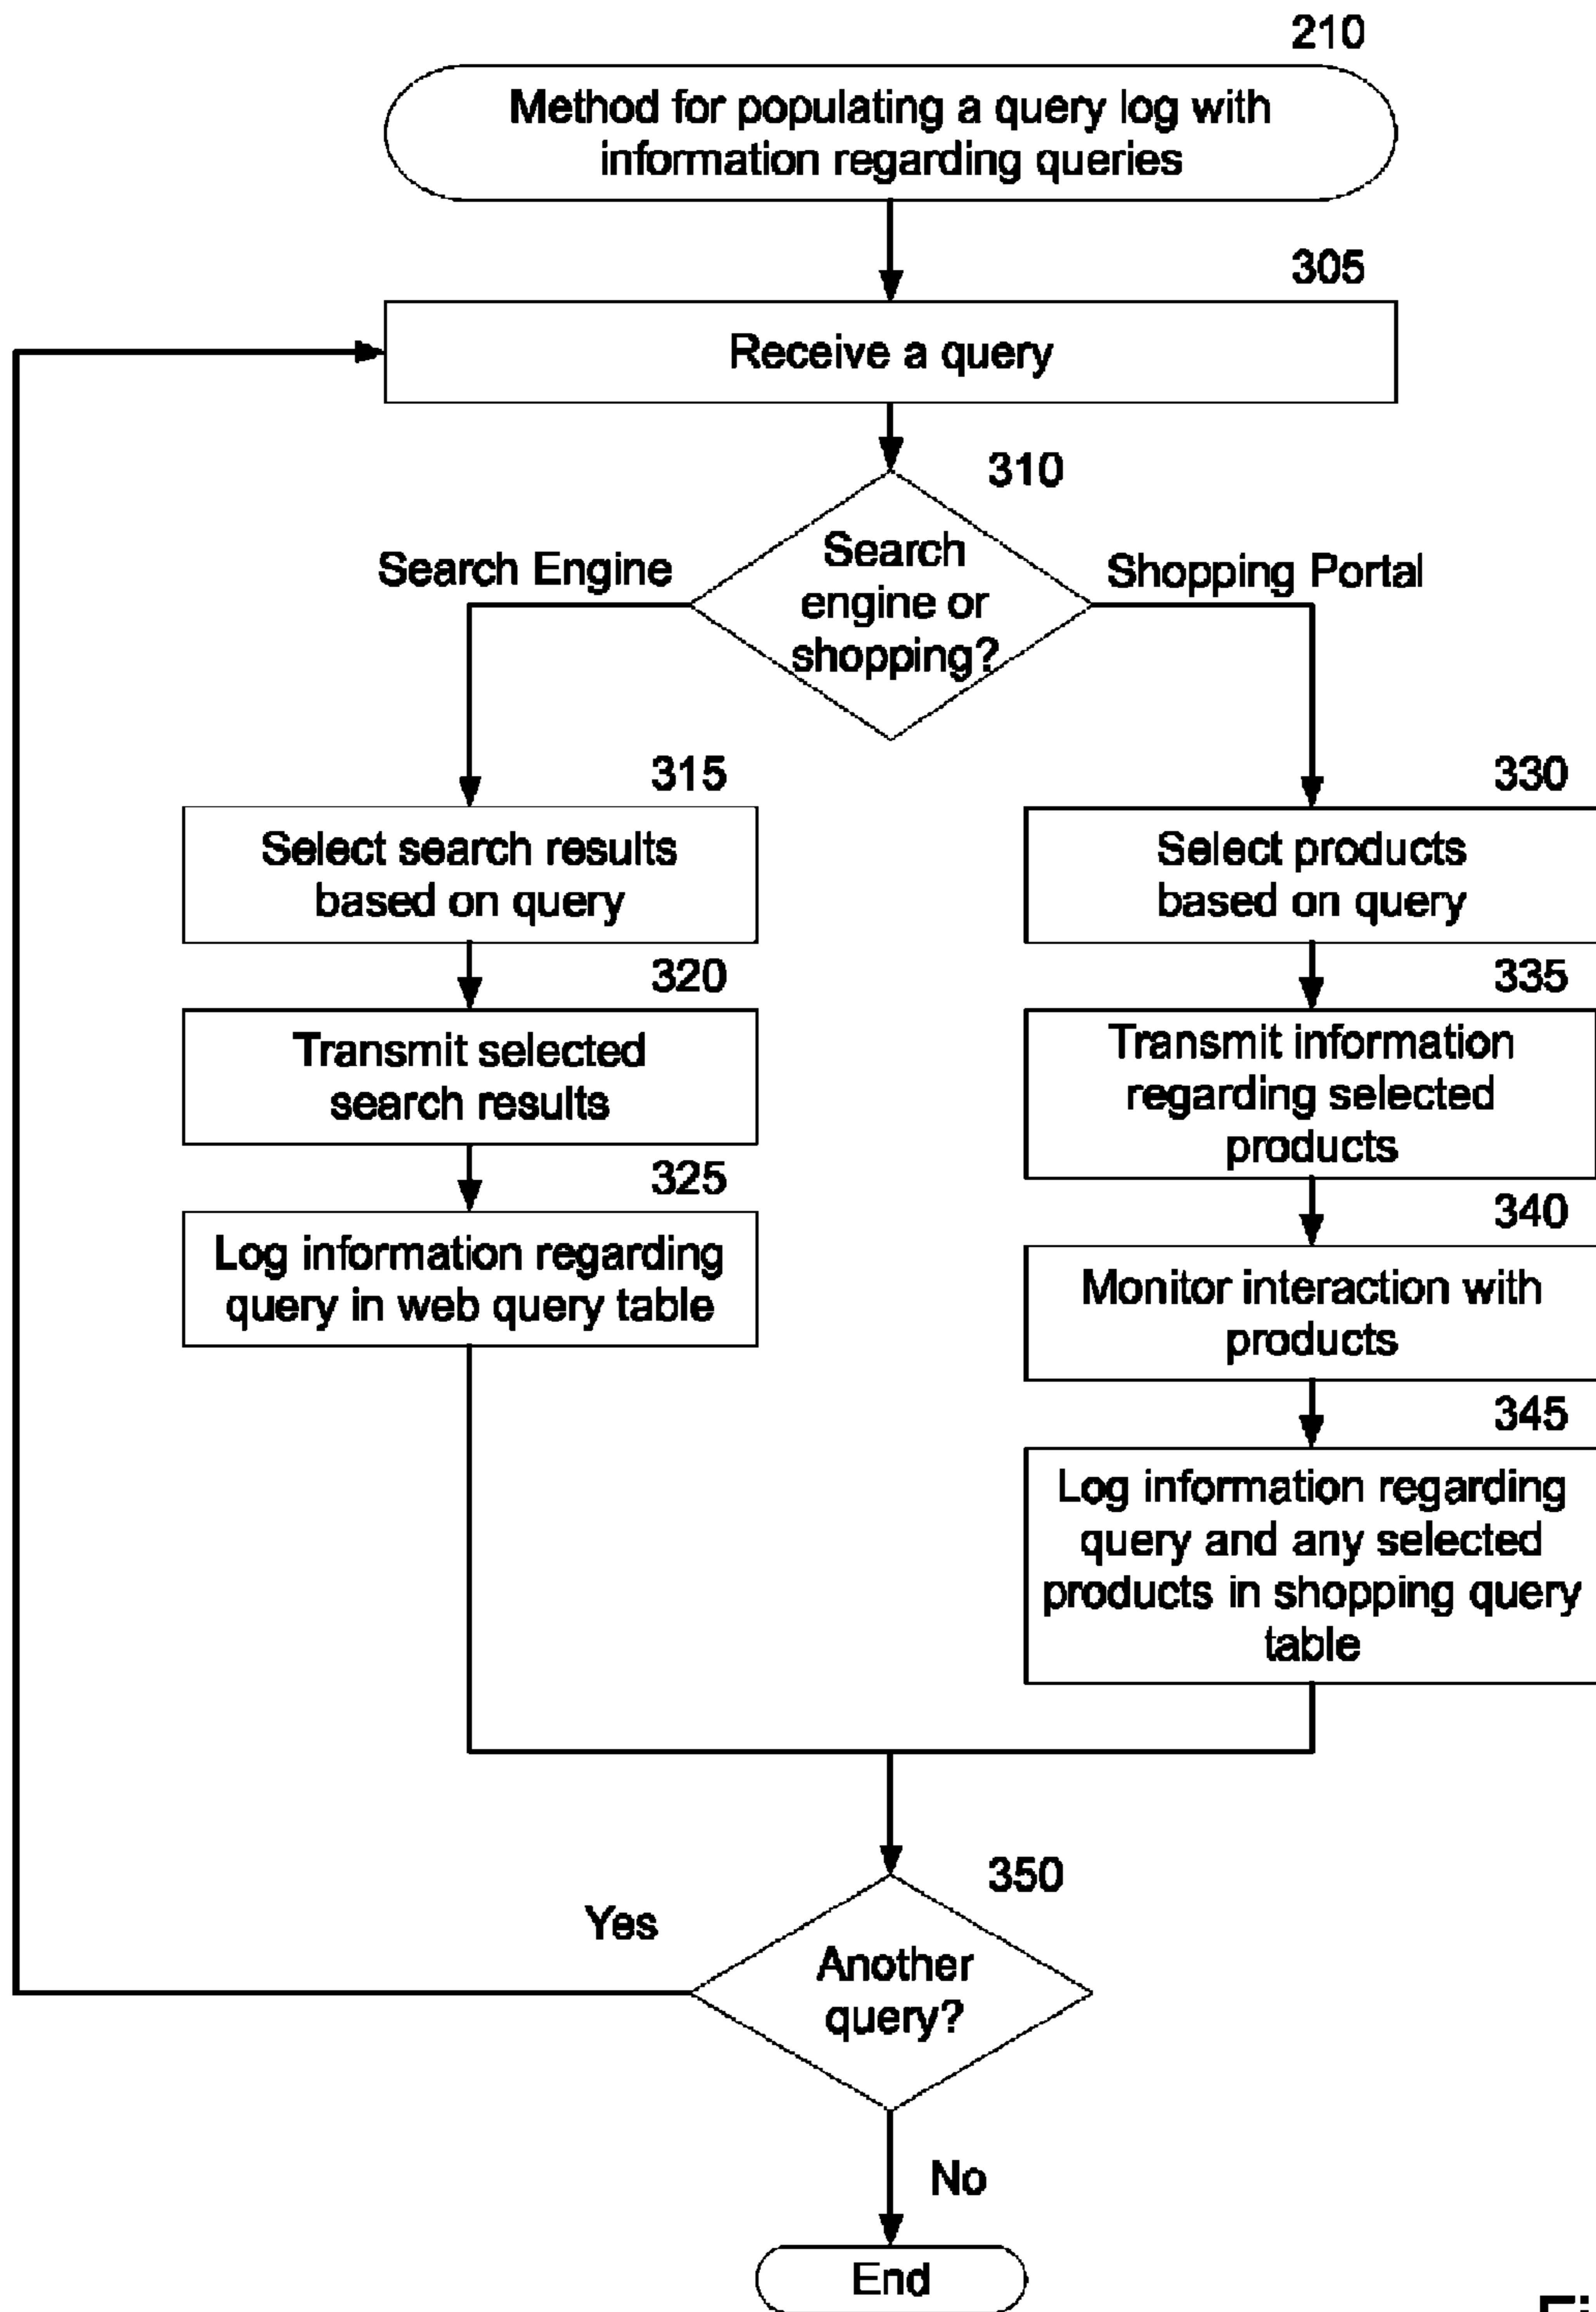 210
Method for populating a query log with
information regarding queries
305
Receive a query
310
Search
engine or
shopping?
Search Engine
Shopping Portal
315
Select search results
based on query
320
Transmit selected
search results
325
Log information regarding
query in web query table
330
Select products
based on query
335
Transmit information
regarding selected
products
340
Monitor interaction with
products
345
Log information regarding
query and any selected
products in shopping query
table
350
Another
query?
Yes
No
End